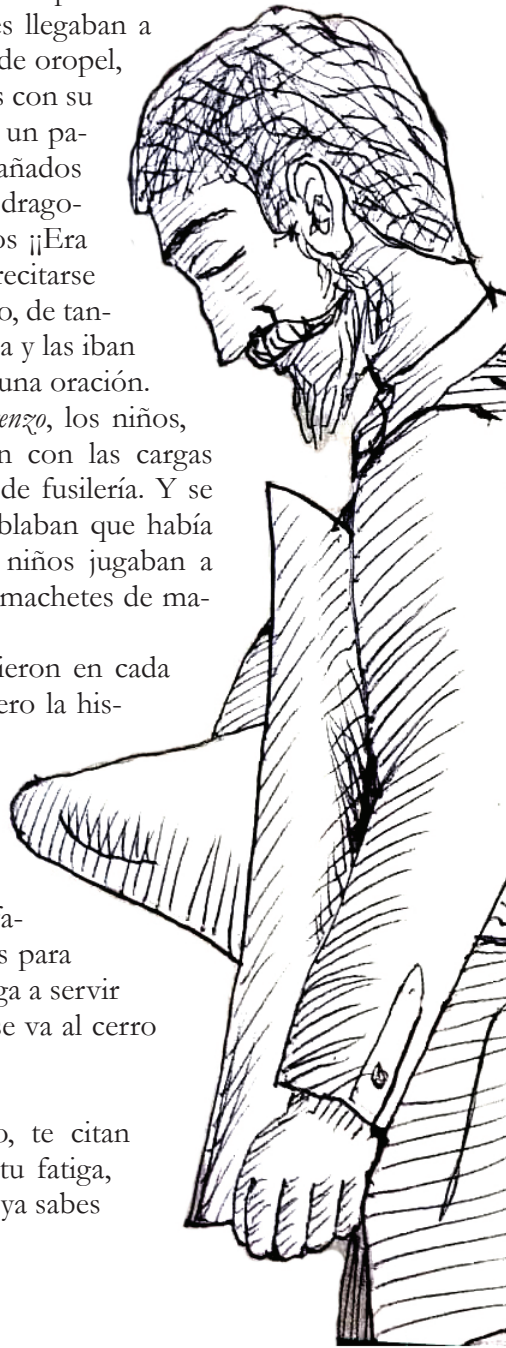 es llegaban a
de oropel,
s con su
un pa-
añados
drago-
os ¡¡Era
recitarse
o, de tan-
a y las iban
una oración.
enzo, los niños,
n con las cargas
de fusilería. Y se
blaban que había
niños jugaban a
machetes de ma-
ieron en cada
ero la his-
fa-
s para
ga a servir
se va al cerro
o, te citan
tu fatiga,
ya sabes